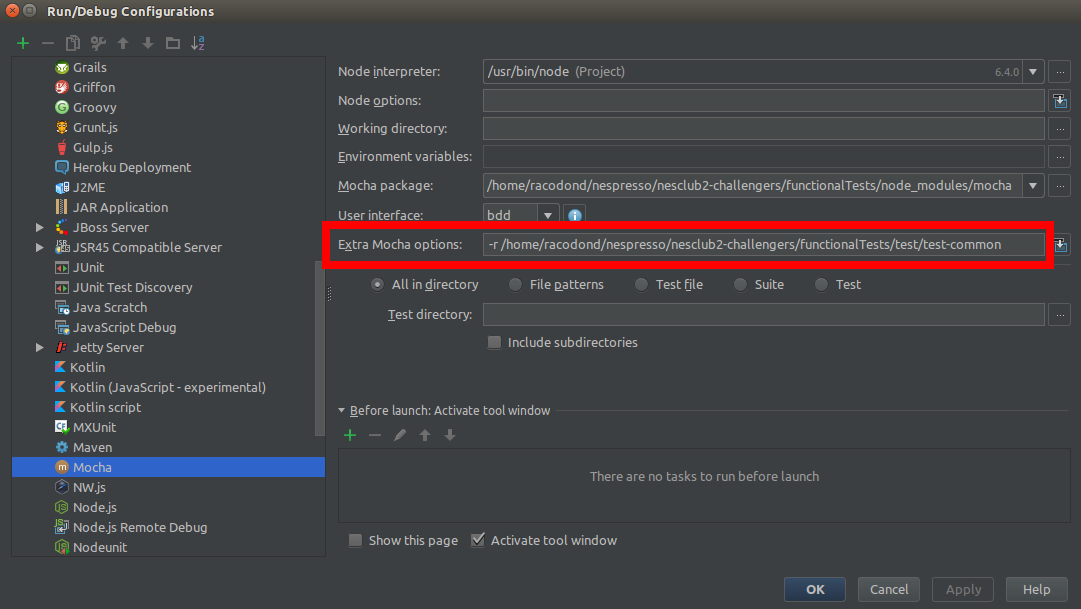 Run/Debug Configurations
Grails
Griffon
Groovy
Grunt.js
Gulp.js
Heroku Deployment
J2ME
JAR Application
JBoss Server
JSR45 Compatible Server
JUnit
JUnit Test Discovery
Java Scratch
JavaScript Debug
Jetty Server
Kotlin
Kotlin (JavaScript - experimental)
Kotlin script
MXUnit
Maven
Mocha
NW.js
Node.js
Node.js Remote Debug
Nodeunit
Node interpreter: /usr/bin/node (Project) 6.4.0
Node options:
Working directory:
Environment variables:
Mocha package: /home/racodond/nespresso/nesclub2-challengers/functionalTests/node_modules/mocha
User interface: bdd
Extra Mocha options: -r /home/racodond/nespresso/nesclub2-challengers/functionalTests/test/test-common
All in directory File patterns Test file Suite Test
Test directory:
Include subdirectories
Before launch: Activate tool window
There are no tasks to run before launch
Show this page Activate tool window
OK Cancel Apply Help